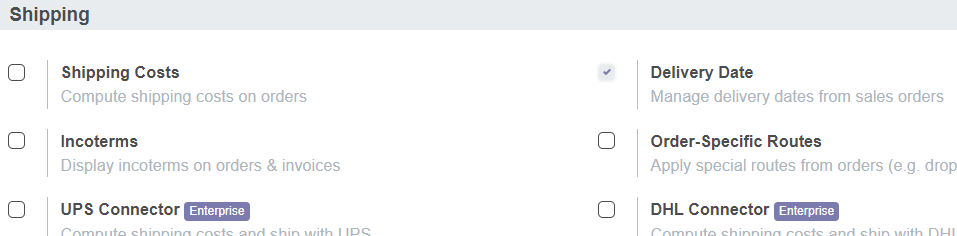 Shipping
Shipping Costs
Compute shipping costs on orders
Delivery Date
Manage delivery dates from sales orders
Incoterms
Display incoterms on orders & invoices
Order-Specific Routes
Apply special routes from orders (e.g. drop
UPS Connector Enterprise
Compute shipping costs and ship with UPS
DHL Connector Enterprise
Compute shipping costs and ship with DHL